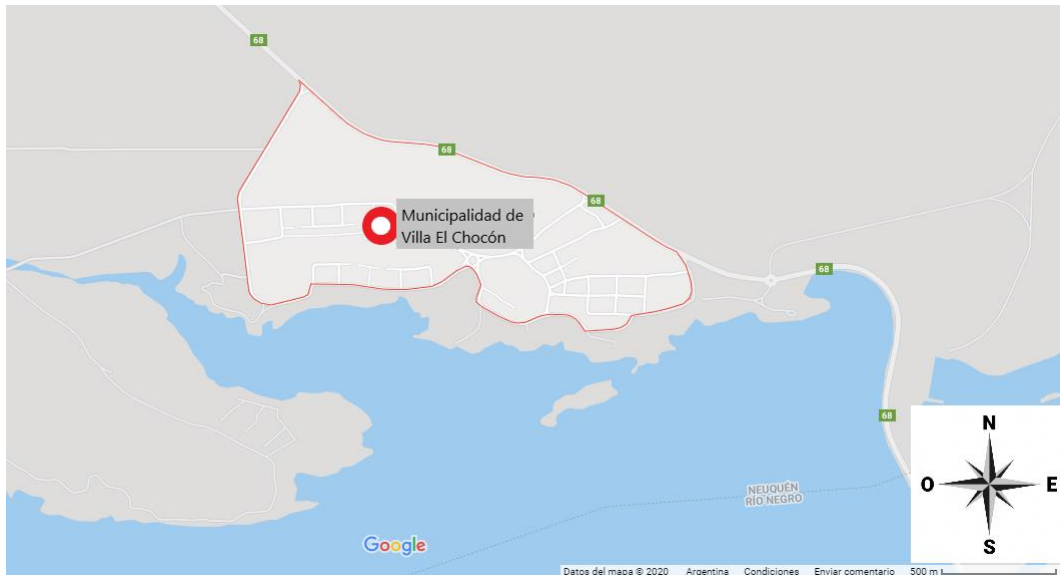 68
68
68
Municipalidad de
Villa El Chocón
68
68
NEUQUÉN
RÍO NEGRO
N
O
E
S
Google
Datos del mapa © 2020 Argentina Condiciones Enviar comentario 500 m